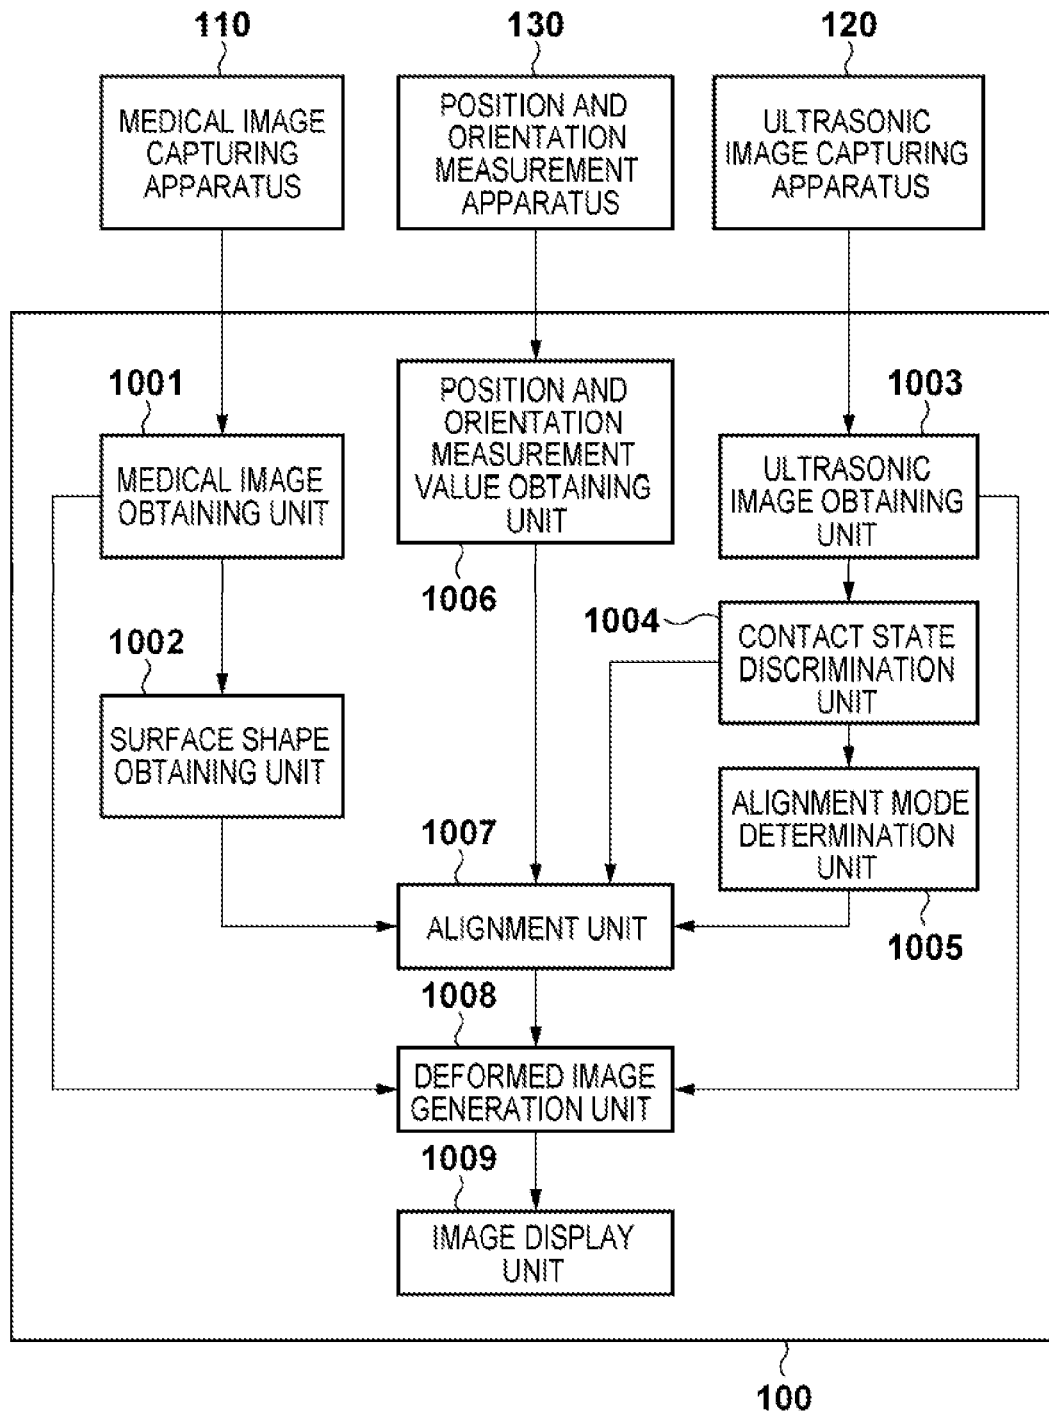 110
130
120
MEDICAL IMAGE
CAPTURING
APPARATUS
POSITION AND
ORIENTATION
MEASUREMENT
APPARATUS
ULTRASONIC
IMAGE CAPTURING
APPARATUS
1001
MEDICAL IMAGE
OBTAINING UNIT
POSITION AND
ORIENTATION
MEASUREMENT
VALUE OBTAINING
UNIT
1006
1003
ULTRASONIC
IMAGE OBTAINING
UNIT
1004
CONTACT STATE
DISCRIMINATION
UNIT
1002
SURFACE SHAPE
OBTAINING UNIT
ALIGNMENT MODE
DETERMINATION
UNIT
1005
1007
ALIGNMENT UNIT
1008
DEFORMED IMAGE
GENERATION UNIT
1009
IMAGE DISPLAY
UNIT
100